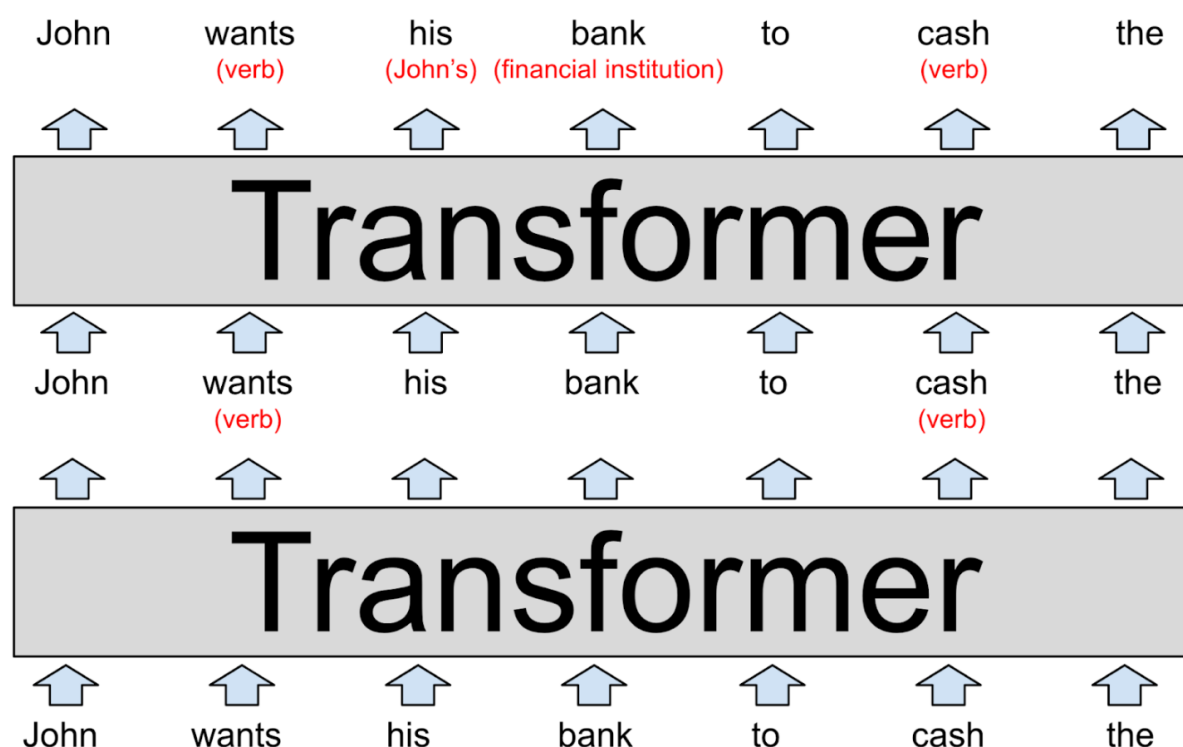 John wants his bank to cash the
(verb) (John's) (financial institution) (verb)
Transformer
John wants his bank to cash the
(verb) (verb)
Transformer
John wants his bank to cash the